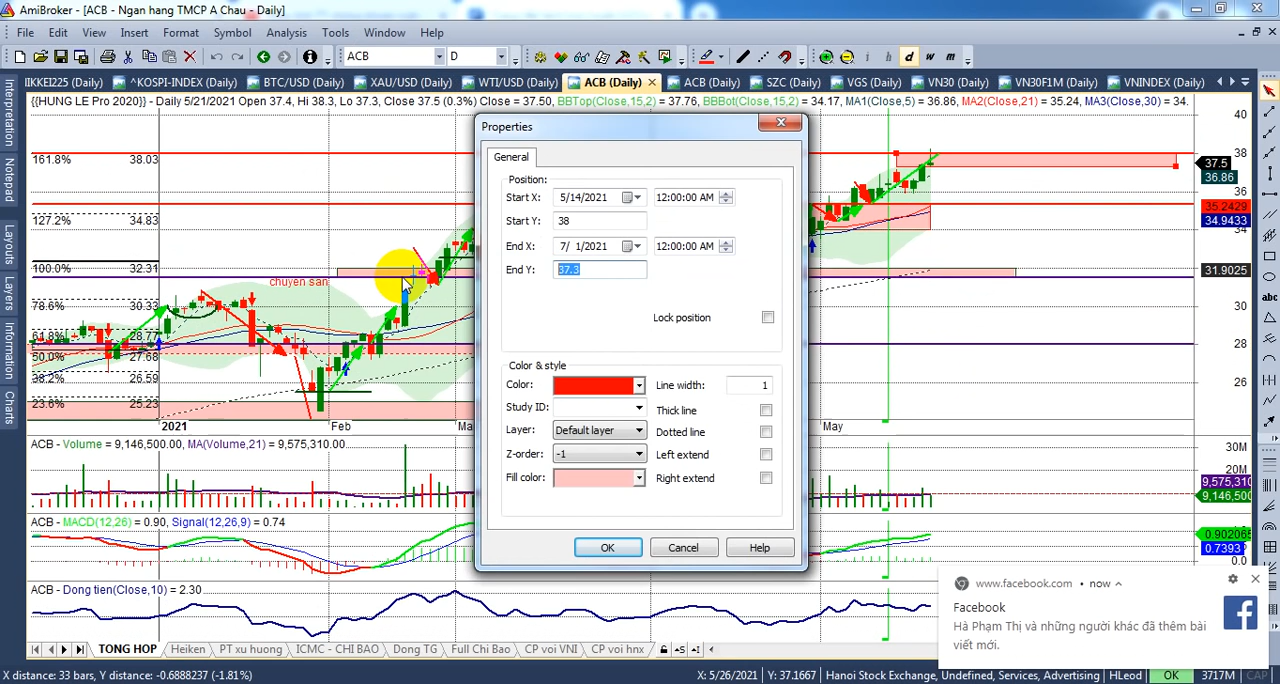 AmiBroker - [ACB - Ngan hang TMCP A Chau - Daily]
File Edit View Insert Format Symbol Analysis Tools Window Help
ACB D i h d w m
IIKKEI225 (Daily) ^KOSPI-INDEX (Daily) BTC/USD (Daily) XAU/USD (Daily) WTI/USD (Daily) ACB (Daily) ACB (Daily) SZC (Daily) VGS (Daily) VN30 (Daily) VN30F1M (Daily) VNINDEX (Daily)
{{HUNG LE Pro 2020}} - Daily 5/21/2021 Open 37.4, Hi 38.3, Lo 37.3, Close 37.5 (0.3%) Close = 37.50, BBTop(Close,15,2) = 37.76, BBBot(Close,15,2) = 34.17, MA1(Close,5) = 36.86, MA2(Close,21) = 35.24, MA3(Close,30) = 34.
Interpretation
Notepad
Layouts
Layers
Information
Charts
161.8% 38.03
127.2% 34.83
100.0% 32.31
78.6% 30.33
61.8% 28.77
50.0% 27.68
38.2% 26.59
23.6% 25.23
chuyen san
2021 Feb Ma May
40
38
37.5
36.86
36
35.2429
34.9433
34
31.9025
30
28
26
Properties
General
Position:
Start X: 5/14/2021 12:00:00 AM
Start Y: 38
End X: 7/ 1/2021 12:00:00 AM
End Y: 37.3
Lock position
Color & style
Color: Line width: 1
Study ID: Thick line
Layer: Default layer Dotted line
Z-order: -1 Left extend
Fill color: Right extend
OK Cancel Help
ACB - Volume = 9,146,500.00, MA(Volume,21) = 9,575,310.00
30M
20M
9,575,310
9,146,500
ACB - MACD(12,26) = 0.90, Signal(12,26,9) = 0.74
0.902065
0.7393
0.0
ACB - Dong tien(Close,10) = 2.30
www.facebook.com • now
Facebook
Hà Phạm Thị và những người khác đã thêm bài
viết mới.
TONG HOP Heiken PT xu huong ICMC - CHI BAO Dong TG Full Chi Bao CP voi VNI CP voi hnx
X distance: 33 bars, Y distance: -0.6888237 (-1.81%) X: 5/26/2021 Y: 37.1667 Hanoi Stock Exchange, Undefined, Services, Advertising HLeod OK 3717M CAP
abc